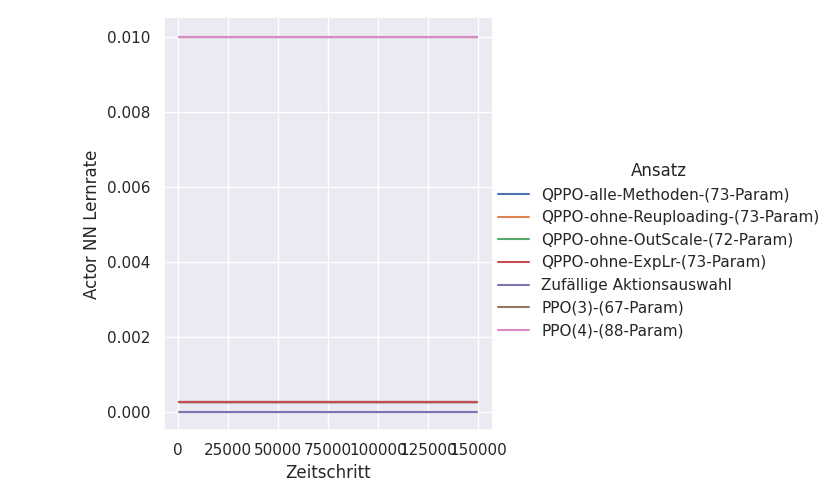 0.010
0.008
0.006
0.004
0.002
0.000
Actor NN Lernrate
0 25000 50000 75000 100000 125000 150000
Zeitschritt
Ansatz
QPPO-alle-Methoden-(73-Param)
QPPO-ohne-Reuploading-(73-Param)
QPPO-ohne-OutScale-(72-Param)
QPPO-ohne-ExpLr-(73-Param)
Zufällige Aktionsauswahl
PPO(3)-(67-Param)
PPO(4)-(88-Param)